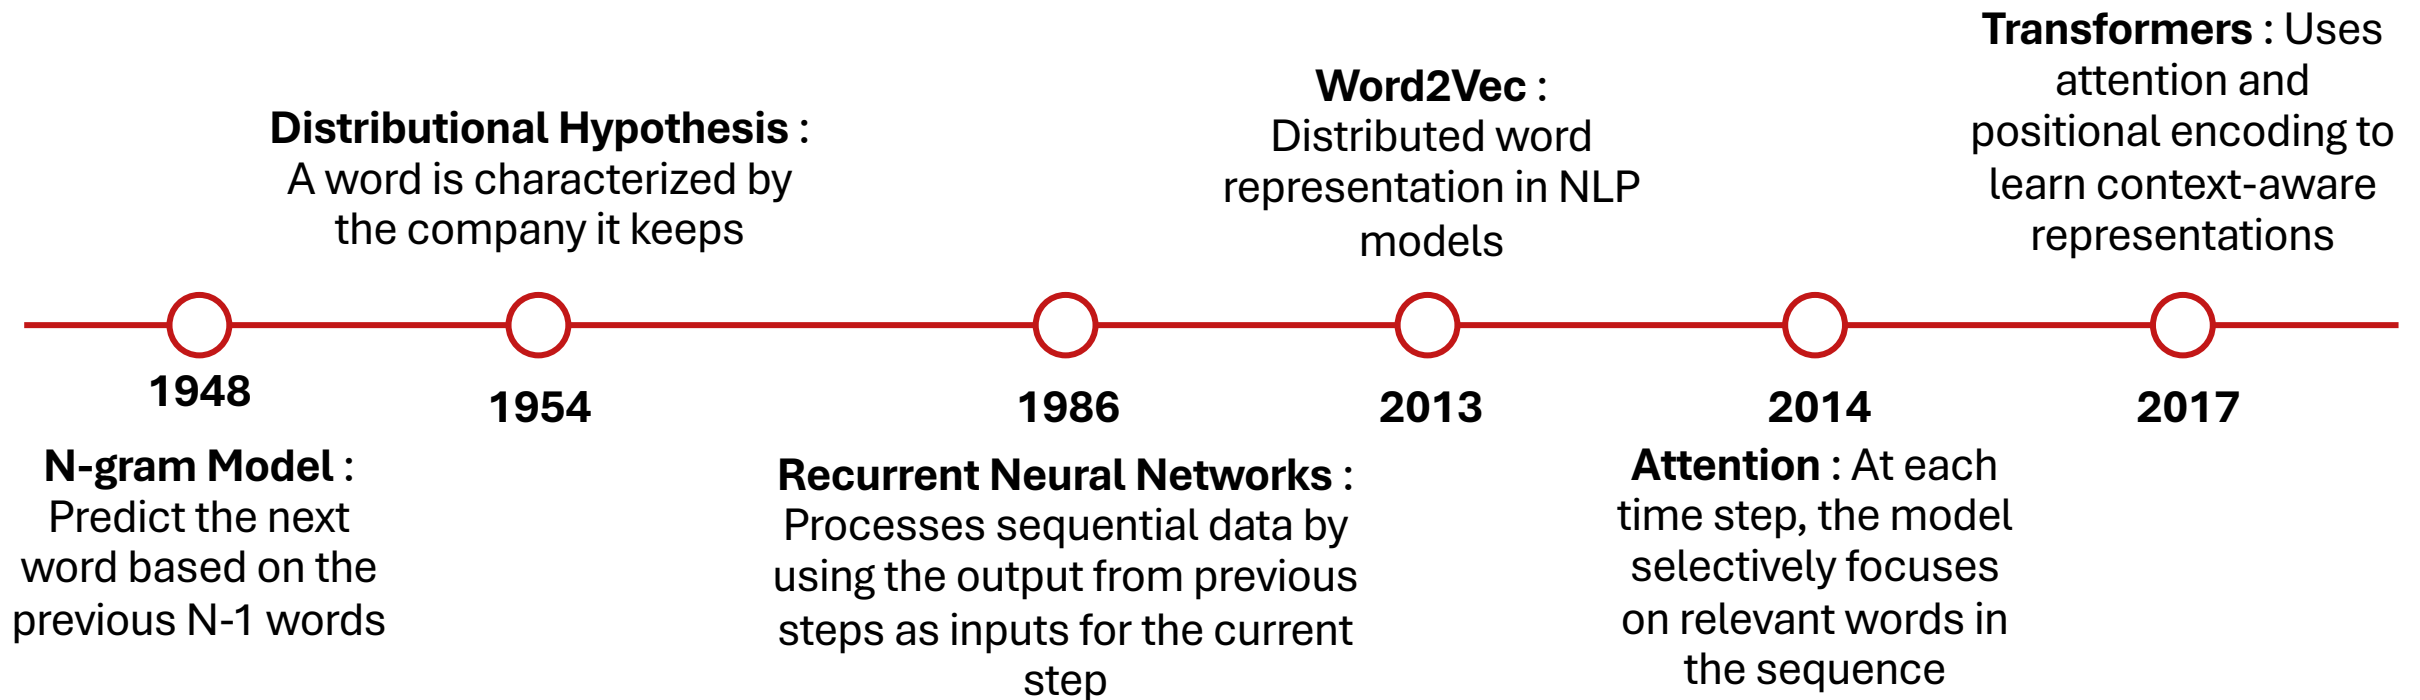 1948
N-gram Model :
Predict the next
word based on the
previous N-1 words
Distributional Hypothesis :
A word is characterized by
the company it keeps
1954
1986
Recurrent Neural Networks :
Processes sequential data by
using the output from previous
steps as inputs for the current
step
Word2Vec :
Distributed word
representation in NLP
models
2013
2014
Attention : At each
time step, the model
selectively focuses
on relevant words in
the sequence
Transformers : Uses
attention and
positional encoding to
learn context-aware
representations
2017